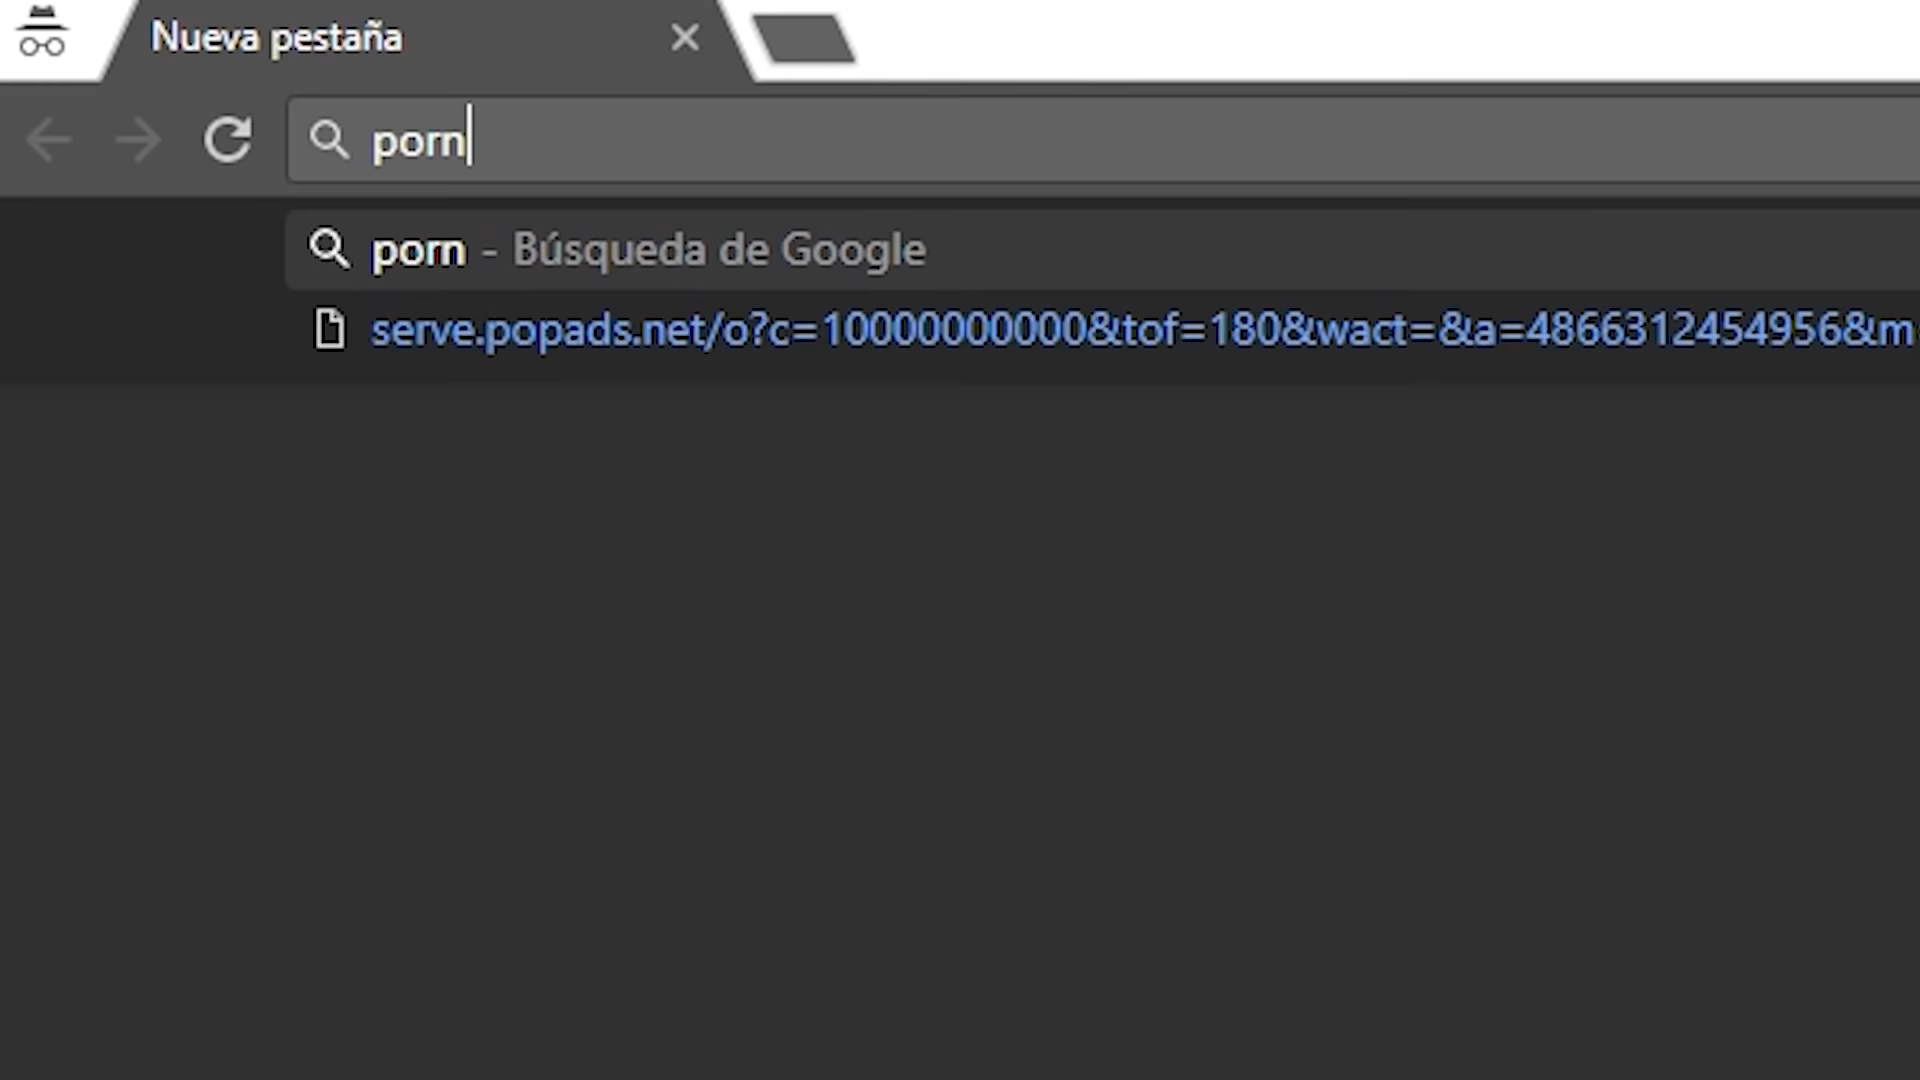 Nueva pestaña
porn
porn - Búsqueda de Google
serve.popads.net/o?c=10000000000&tof=180&wact=&a=4866312454956&m